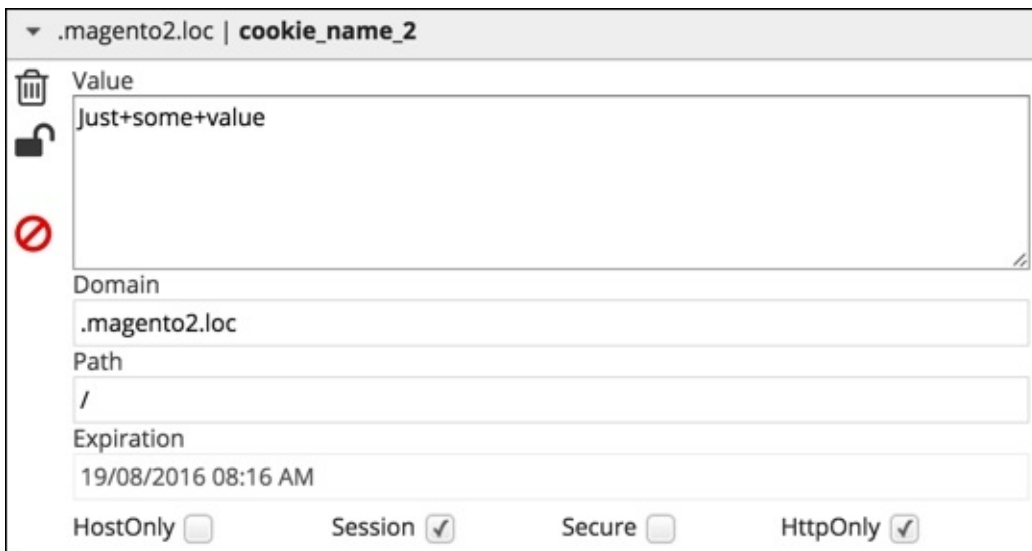 .magento2.loc | cookie_name_2
Value
Just+some+value
Domain
.magento2.loc
Path
/
Expiration
19/08/2016 08:16 AM
HostOnly Session Secure HttpOnly